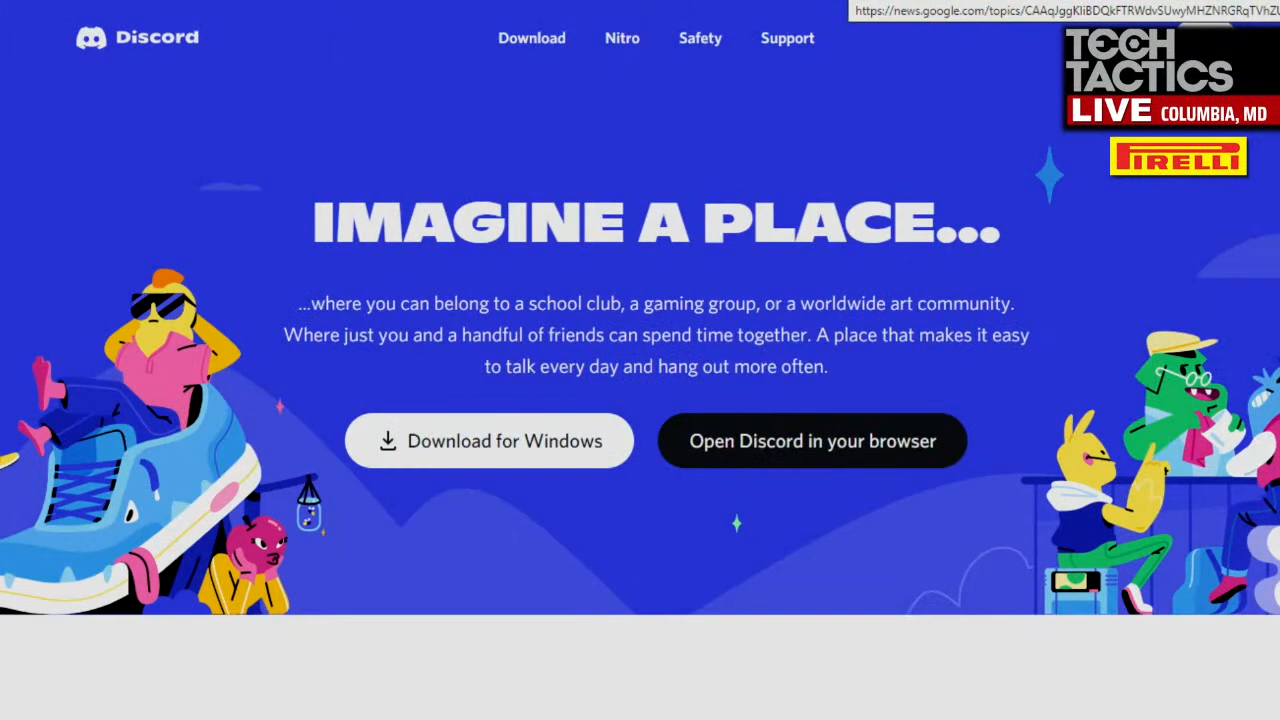 https://news.google.com/topics/CAAqJggKIiBDQkFTRWdvSUwyMHZNRGRqTVhZU
Discord
Download
Nitro
Safety
Support
TECH
TACTICS
LIVE COLUMBIA, MD
PIRELLI
IMAGINE A PLACE...
...where you can belong to a school club, a gaming group, or a worldwide art community.
Where just you and a handful of friends can spend time together. A place that makes it easy
to talk every day and hang out more often.
Download for Windows
Open Discord in your browser